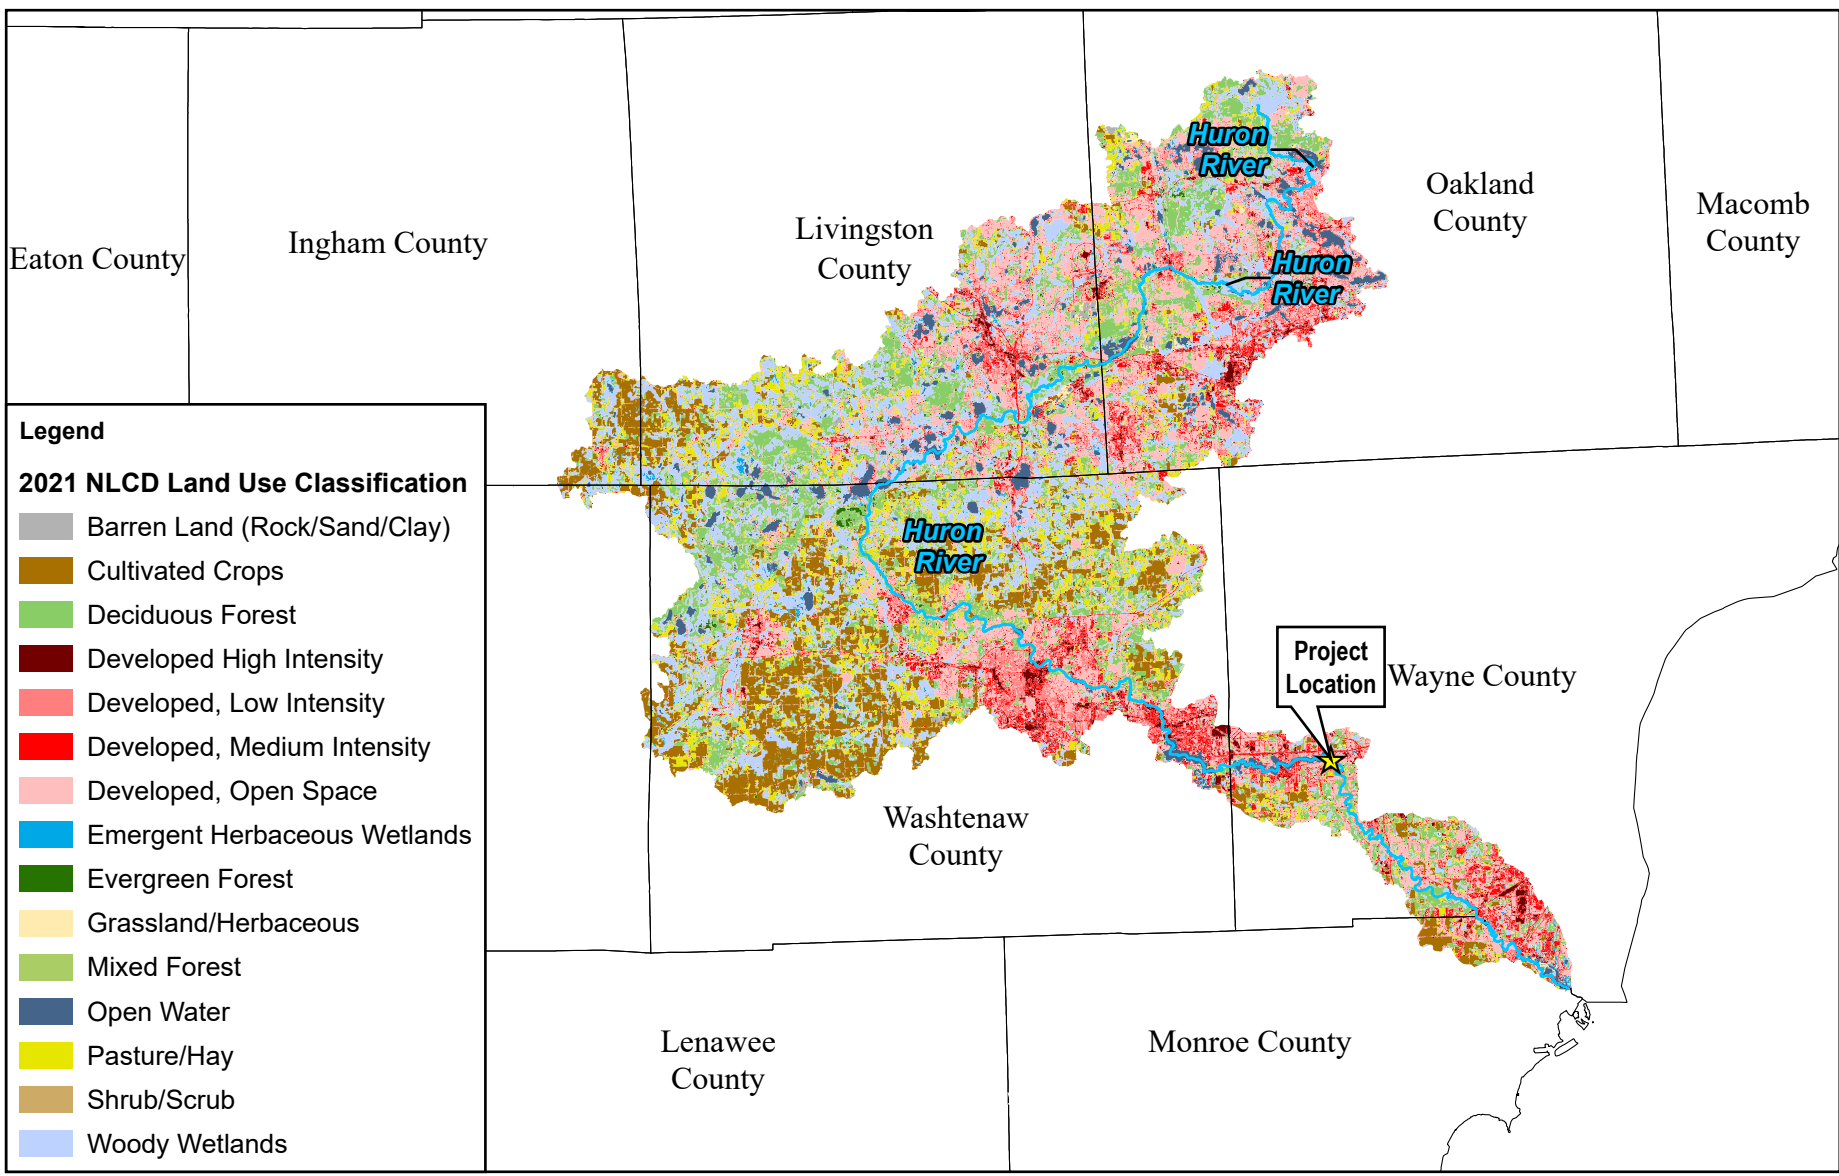 Huron
River
Oakland
County
Macomb
County
Livingston
County
Ingham County
Eaton County
Huron
River
Legend
2021 NLCD Land Use Classification
Barren Land (Rock/Sand/Clay)
Cultivated Crops
Deciduous Forest
Developed High Intensity
Developed, Low Intensity
Developed, Medium Intensity
Developed, Open Space
Emergent Herbaceous Wetlands
Evergreen Forest
Grassland/Herbaceous
Mixed Forest
Open Water
Pasture/Hay
Shrub/Scrub
Woody Wetlands
Huron
River
Project
Location
Wayne County
Washtenaw
County
Lenawee
County
Monroe County